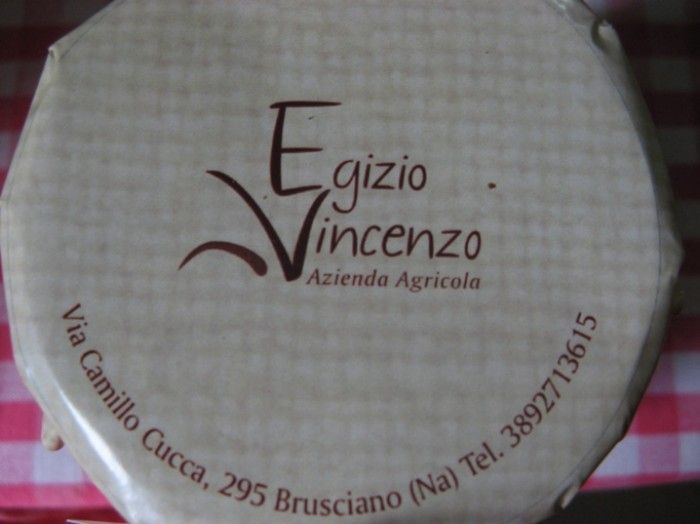 Egizio
Vincenzo
Azienda Agricola
Via Camillo Cucca, 295 Brusciano (Na) Tel. 3892713615